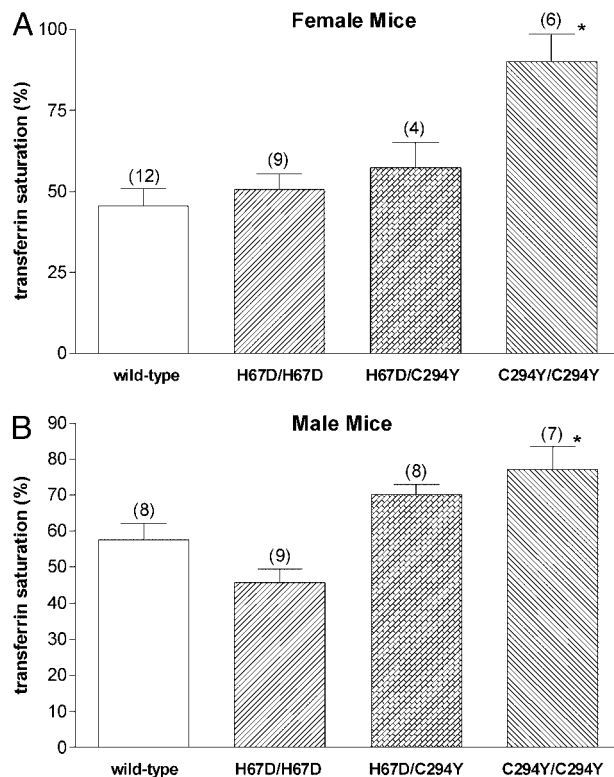 A
Female Mice
transferrin saturation (%)
100
75
50
25
0
(12)
(9)
(4)
(6) *
wild-type H67D/H67D H67D/C294Y C294Y/C294Y
B
Male Mice
transferrin saturation (%)
90
80
70
60
50
40
30
20
10
0
(8)
(9)
(8)
(7) *
wild-type H67D/H67D H67D/C294Y C294Y/C294Y